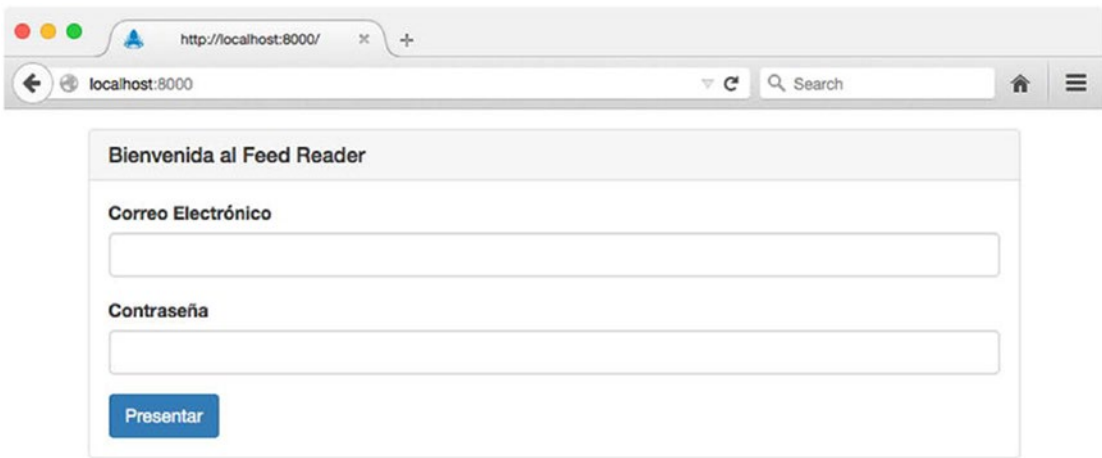 http://localhost:8000/
localhost:8000
Search
Bienvenida al Feed Reader
Correo Electrónico
Contraseña
Presentar